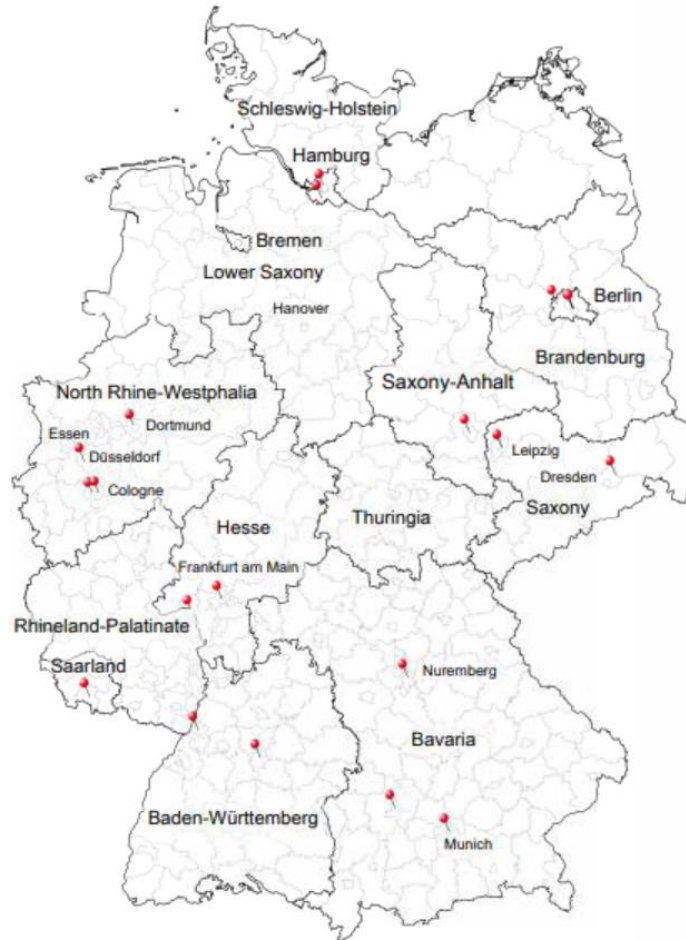 Schleswig-Holstein
Hamburg
Bremen
Lower Saxony
Hanover
Berlin
Brandenburg
Saxony-Anhalt
North Rhine-Westphalia
Dortmund
Essen
Düsseldorf
Cologne
Leipzig
Dresden
Saxony
Thuringia
Hesse
Frankfurt am Main
Rhineland-Palatinate
Saarland
Nuremberg
Bavaria
Baden-Württemberg
Munich